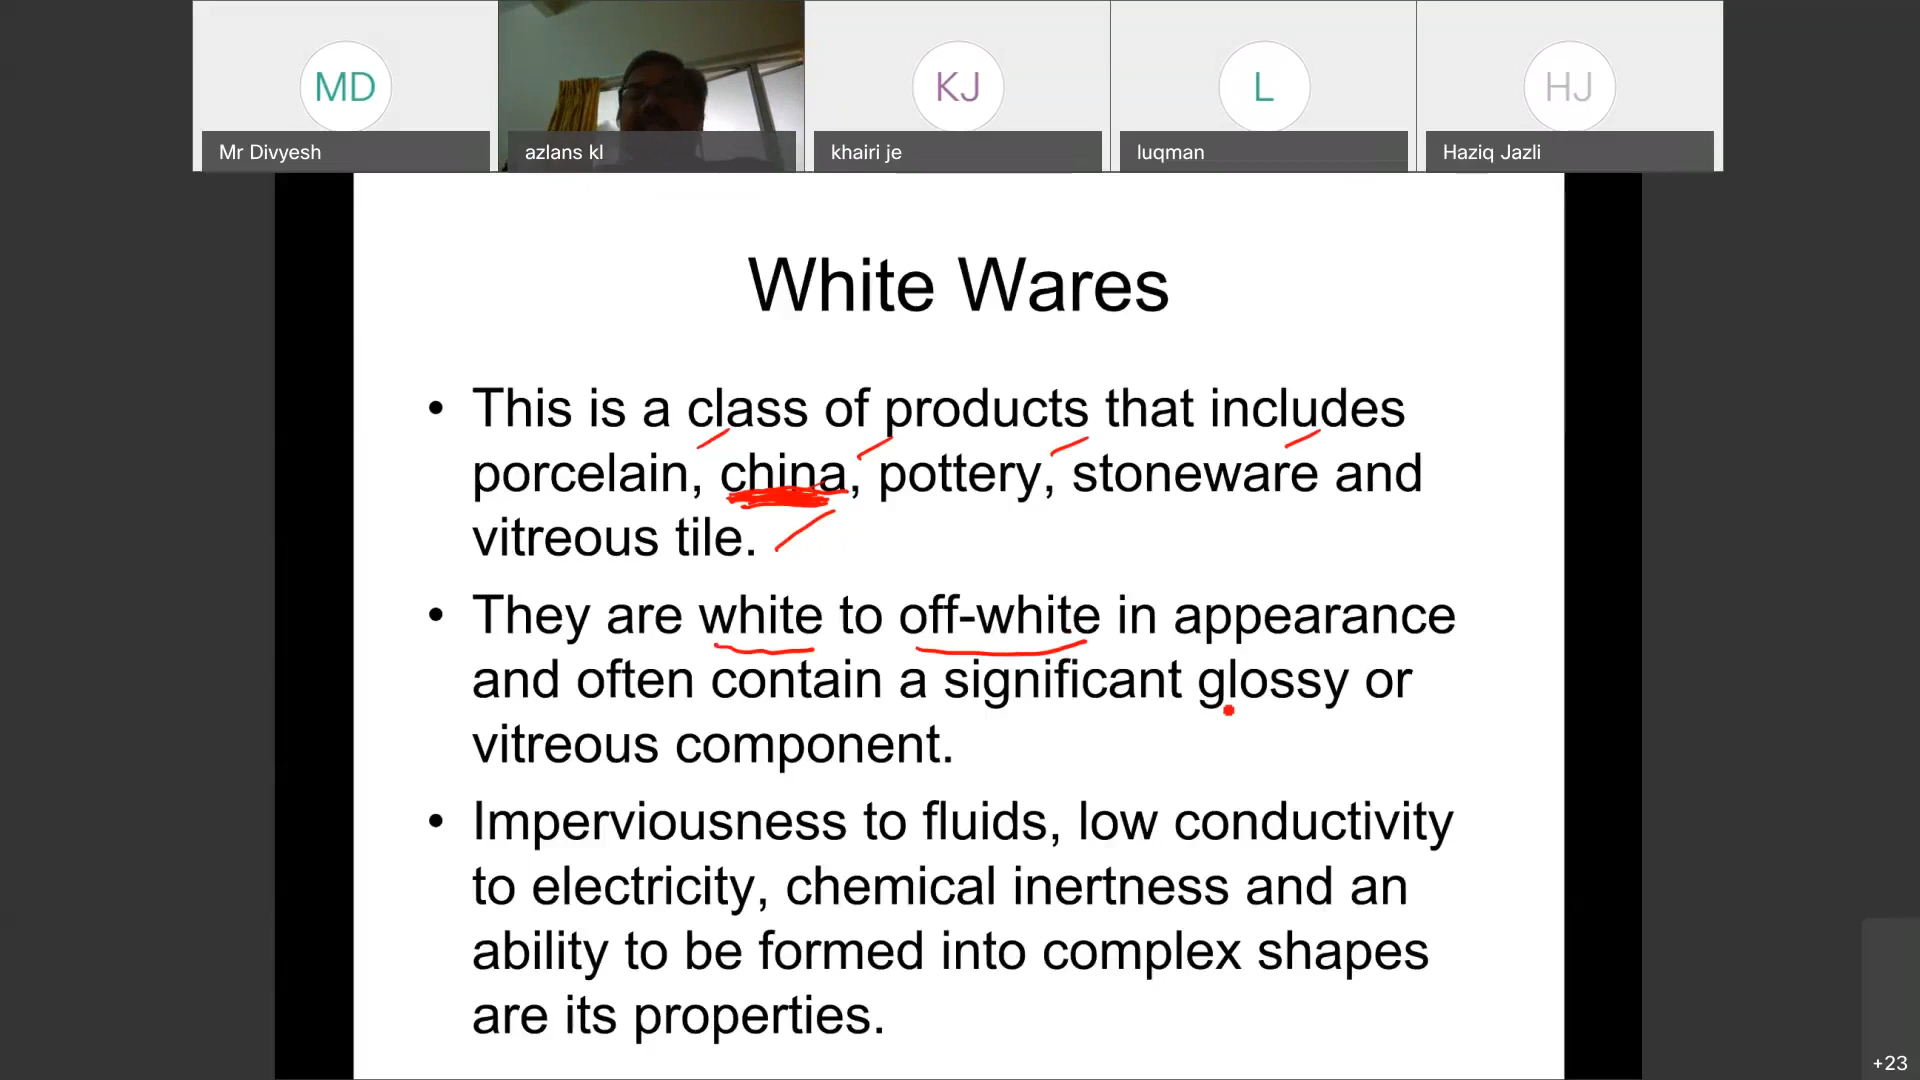 MD
KJ
L
HJ
Mr Divyesh
azlans kl
khairi je
luqman
Haziq Jazli
White Wares
• This is a class of products that includes
porcelain, china, pottery, stoneware and
vitreous tile.
• They are white to off-white in appearance
and often contain a significant glossy or
vitreous component.
• Imperviousness to fluids, low conductivity
to electricity, chemical inertness and an
ability to be formed into complex shapes
are its properties.
+23